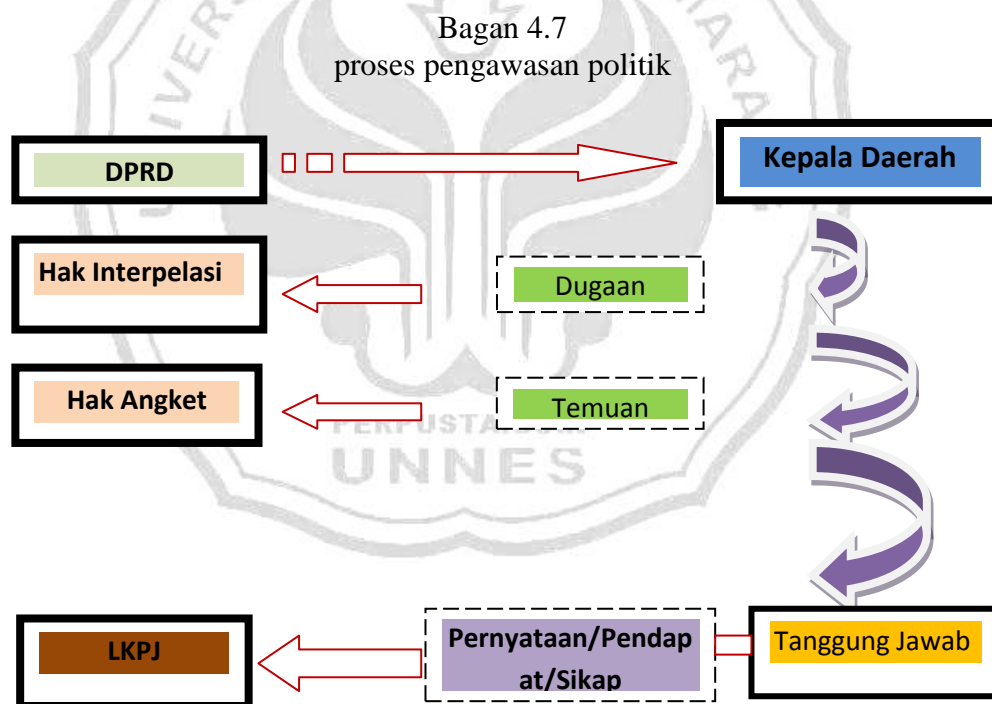 Bagan 4.7
proses pengawasan politik
DPRD
Kepala Daerah
Hak Interpelasi
Dugaan
Hak Angket
Temuan
UNNES
LKPJ
Pernyataan/Pendap
at/Sikap
Tanggung Jawab